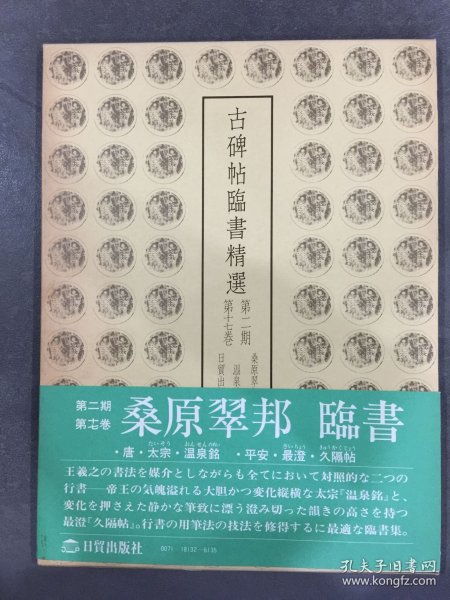 古碑帖臨書精選
第二期
第十七巻
桑原翠
温泉
日貿出
第二期
第十七巻
桑原翠邦 臨書
たいそう おんせんのめい さいちょう きゅうかくじょう
・唐・太宗・温泉銘 ・平安・最澄・久隔帖
王羲之の書法を媒介としながらも全てにおいて対照的な二つの
行書──帝王の気魄溢れる大胆かつ変化縦横な太宗『温泉銘』と、
変化を押さえた静かな筆致に漂う澄み切った韻きの高さを持つ
最澄『久隔帖』。行書の用筆法の技法を修得するに最適な臨書集。
日貿出版社
0071-18132-6135
孔夫子旧书网
www.kongfz.com